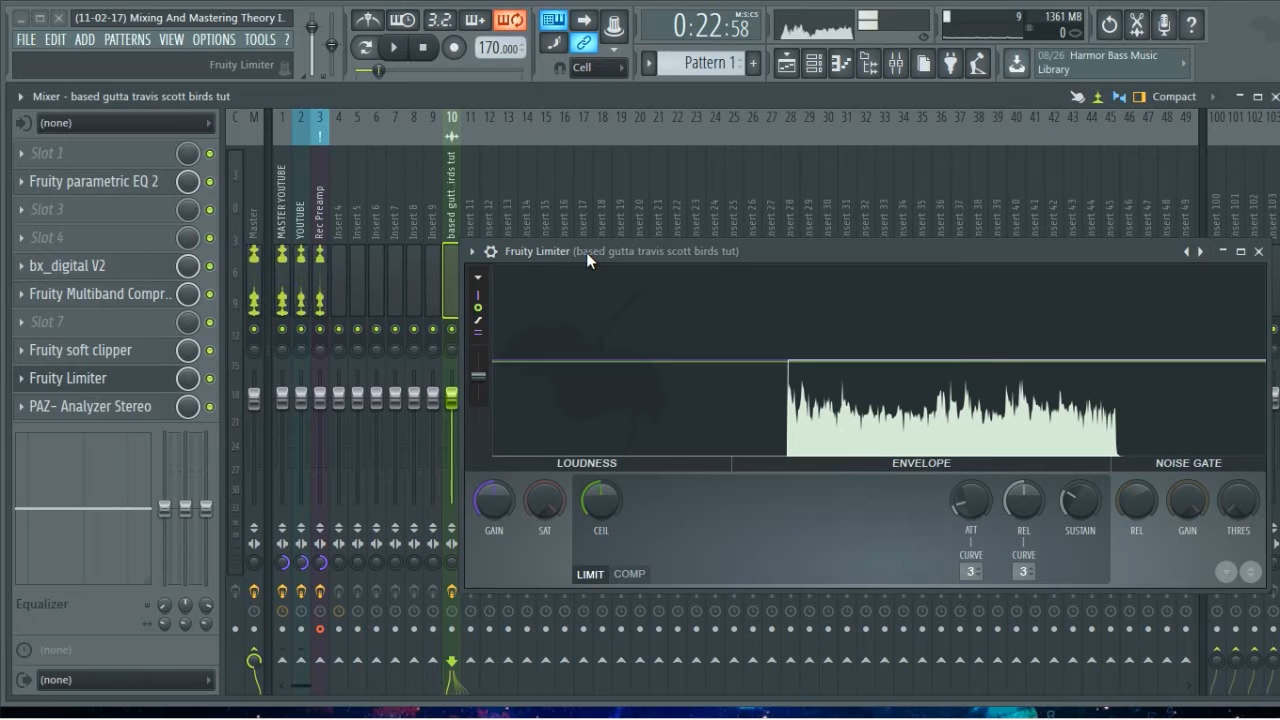 (11-02-17) Mixing And Mastering Theory I.
FILE EDIT ADD PATTERNS VIEW OPTIONS TOOLS ?
Fruity Limiter
3.2.
170.000
Cell
0:22:58
M:S:CS
Pattern 1
9
1361 MB
0
08/26 Harmor Bass Music
Library
Mixer - based gutta travis scott birds tut
Compact
(none)
Slot 1
Fruity parametric EQ 2
Slot 3
Slot 4
bx_digital V2
Fruity Multiband Compr..
Slot 7
Fruity soft clipper
Fruity Limiter
PAZ- Analyzer Stereo
Equalizer
(none)
(none)
C M 1 2 3 4 5 6 7 8 9 10 11 12 13 14 15 16 17 18 19 20 21 22 23 24 25 26 27 28 29 30 31 32 33 34 35 36 37 38 39 40 41 42 43 44 45 46 47 48 49 100 101 102 103
Master
MASTER YOUTUBE
YOUTUBE
Rec Preamp
Insert 4
Insert 5
Insert 6
Insert 7
Insert 8
Insert 9
based gutt..irds tut
Fruity Limiter (based gutta travis scott birds tut)
LOUDNESS
ENVELOPE
NOISE GATE
GAIN
SAT
CEIL
ATT
REL
SUSTAIN
REL
GAIN
THRES
CURVE
CURVE
3
3
LIMIT
COMP